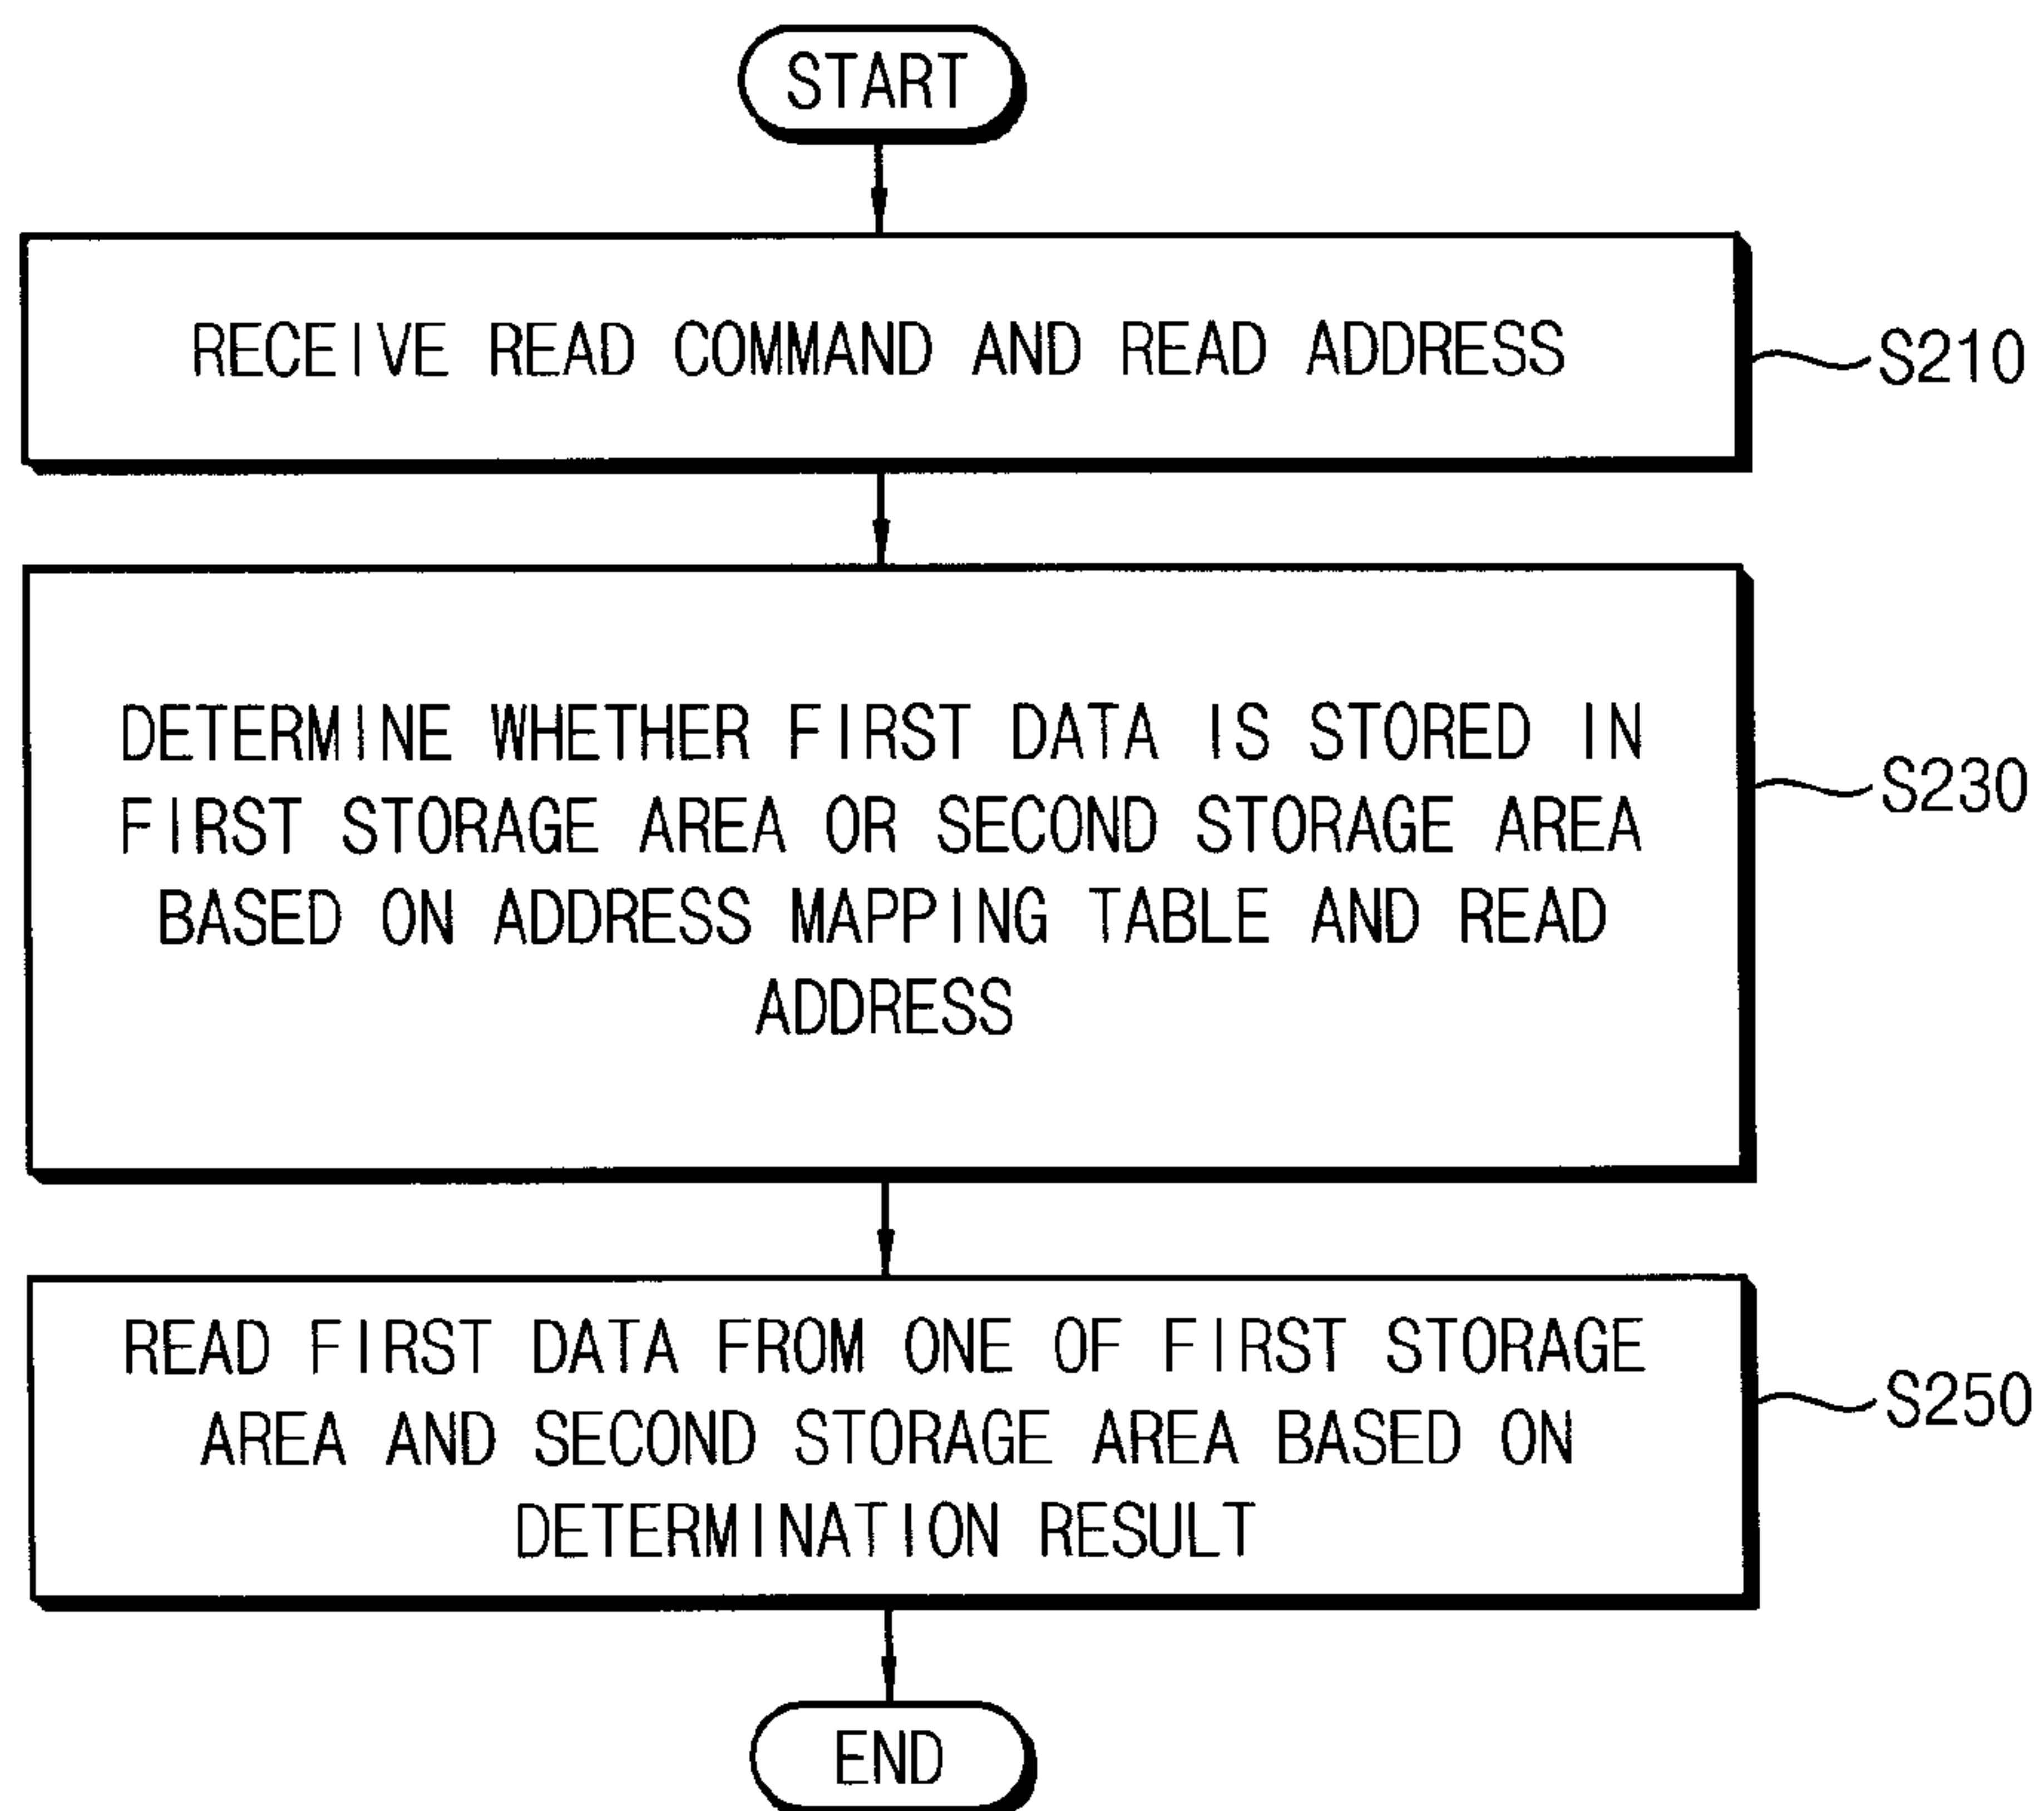 START
RECEIVE READ COMMAND AND READ ADDRESS
S210
DETERMINE WHETHER FIRST DATA IS STORED IN
FIRST STORAGE AREA OR SECOND STORAGE AREA
BASED ON ADDRESS MAPPING TABLE AND READ
ADDRESS
S230
READ FIRST DATA FROM ONE OF FIRST STORAGE
AREA AND SECOND STORAGE AREA BASED ON
DETERMINATION RESULT
S250
END